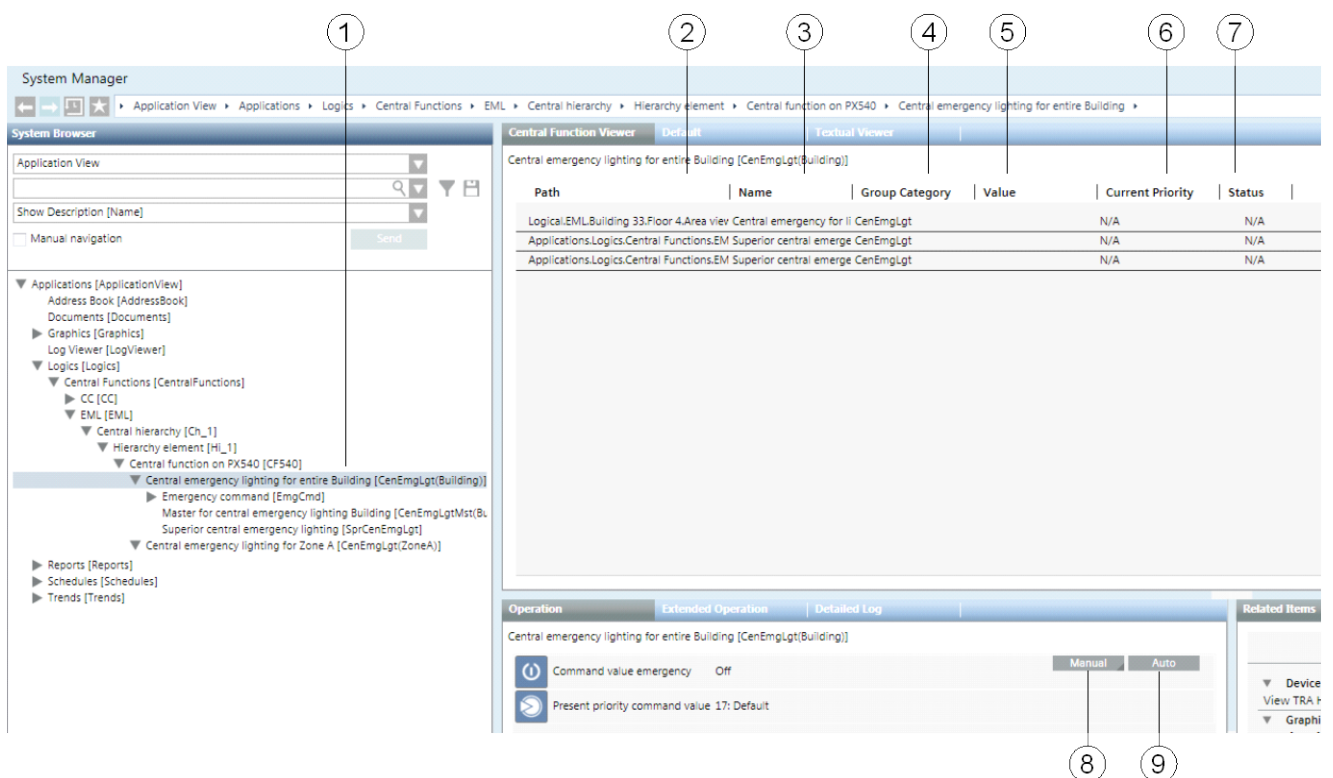 1 2 3 4 5 6 7
System Manager
Application View Applications Logics Central Functions EML Central hierarchy Hierarchy element Central function on PX540 Central emergency lighting for entire Building
System Browser
Application View
Show Description [Name]
Manual navigation Send
Applications [ApplicationView]
Address Book [AddressBook]
Documents [Documents]
Graphics [Graphics]
Log Viewer [LogViewer]
Logics [Logics]
Central Functions [CentralFunctions]
CC [CC]
EML [EML]
Central hierarchy [Ch_1]
Hierarchy element [Hi_1]
Central function on PX540 [CF540]
Central emergency lighting for entire Building [CenEmgLgt(Building)]
Emergency command [EmgCmd]
Master for central emergency lighting Building [CenEmgLgtMst(Bu
Superior central emergency lighting [SprCenEmgLgt]
Central emergency lighting for Zone A [CenEmgLgt(ZoneA)]
Reports [Reports]
Schedules [Schedules]
Trends [Trends]
Central Function Viewer Default Textual Viewer
Central emergency lighting for entire Building [CenEmgLgt(Building)]
Path Name Group Category Value Current Priority Status
Logical.EML.Building 33.Floor 4.Area view Central emergency for li CenEmgLgt N/A N/A
Applications.Logics.Central Functions.EM Superior central emerge CenEmgLgt N/A N/A
Applications.Logics.Central Functions.EM Superior central emerge CenEmgLgt N/A N/A
Operation Extended Operation Detailed Log
Central emergency lighting for entire Building [CenEmgLgt(Building)]
Command value emergency Off Manual Auto
Present priority command value 17: Default
Related Items
Device
View TRA H
Graphi
8 9